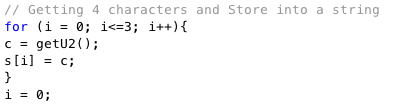 // Getting 4 characters and Store into a string
for (i = 0; i<=3; i++){
c = getU2();
s[i] = c;
}
i = 0;